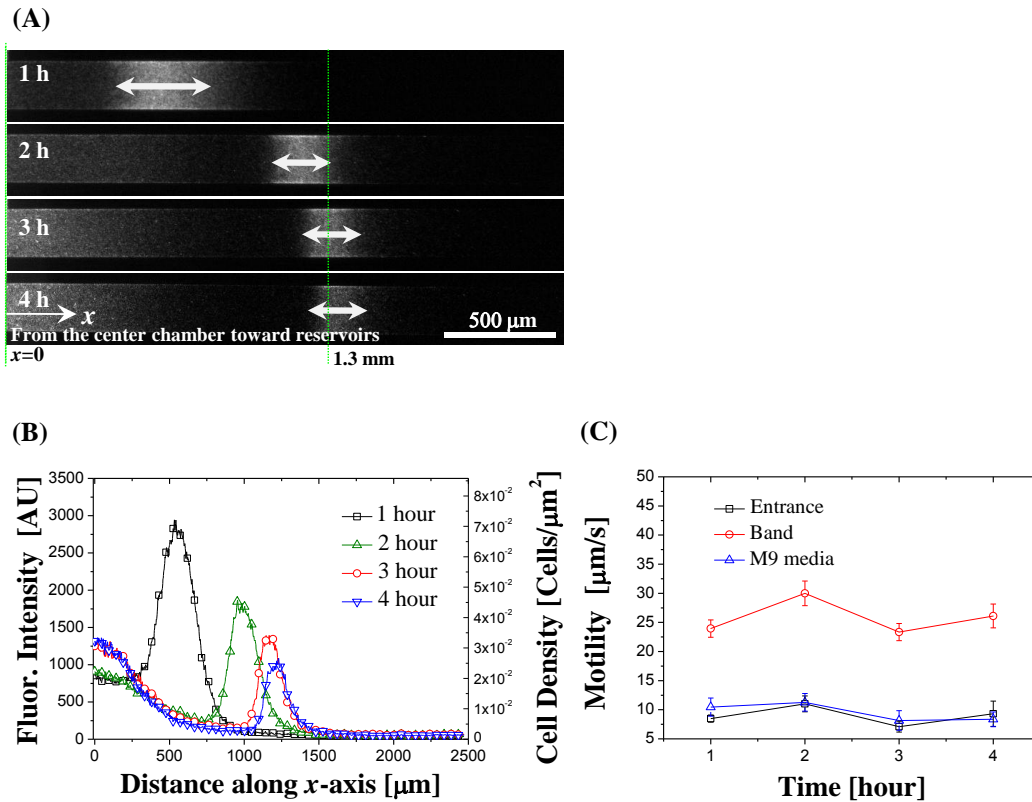 (A)
1 h
2 h
3 h
4 h
x
500 μm
From the center chamber toward reservoirs
x=0
1.3 mm
(B)
(C)
Fluor. Intensity [AU]
3500
3000
2500
2000
1500
1000
500
0
8x10⁻²
7x10⁻²
6x10⁻²
5x10⁻²
4x10⁻²
3x10⁻²
2x10⁻²
1x10⁻²
0
Cell Density [Cells/μm²]
1 hour
2 hour
3 hour
4 hour
0 500 1000 1500 2000 2500
Distance along x-axis [μm]
Motility [μm/s]
50
45
40
35
30
25
20
15
10
5
Entrance
Band
M9 media
1 2 3 4
Time [hour]